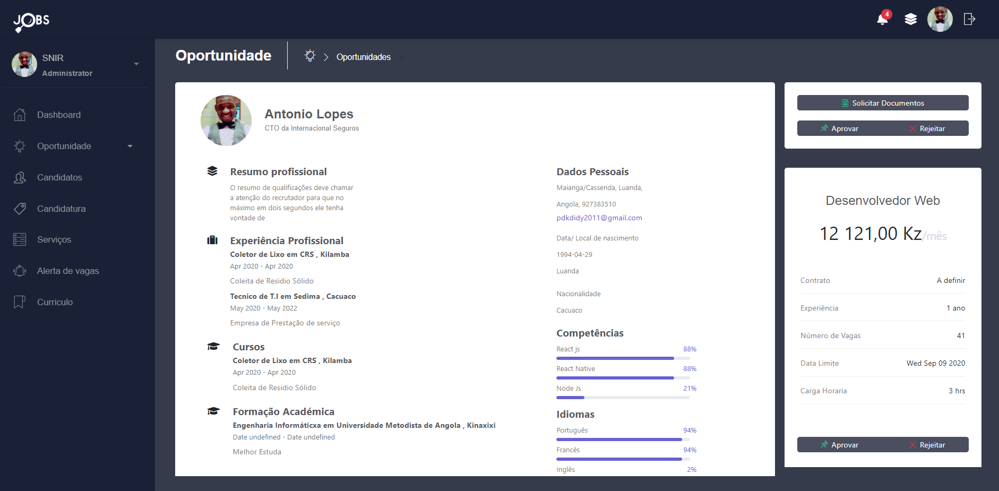 JOBS
4
SNIR
Administrator
Dashboard
Oportunidade
Candidatos
Candidatura
Serviços
Alerta de vagas
Curriculo
Oportunidade
Oportunidades
Antonio Lopes
CTO da Internacional Seguros
Resumo profissional
O resumo de qualificações deve chamar
a atenção do recrutador para que no
máximo em dois segundos ele tenha
vontade de
Experiência Profissional
Coletor de Lixo em CRS , Kilamba
Apr 2020 - Apr 2020
Coleita de Residio Sólido
Tecnico de T.I em Sedima , Cacuaco
May 2020 - May 2022
Empresa de Prestação de serviço
Cursos
Coletor de Lixo em CRS , Kilamba
Apr 2020 - Apr 2020
Coleita de Residio Sólido
Formação Académica
Engenharia Informáticxa em Universidade Metodista de Angola , Kinaxixi
Date undefined - Date undefined
Melhor Estuda
Dados Pessoais
Maianga/Cassenda, Luanda,
Angola, 927383510
pdkdidy2011@gmail.com
Data/ Local de nascimento
1994-04-29
Luanda
Nacionalidade
Cacuaco
Competências
React js 88%
React Native 88%
Node Js 21%
Idiomas
Português 94%
Francês 94%
Inglês 2%
Solicitar Documentos
Aprovar Rejeitar
Desenvolvedor Web
12 121,00 Kz/mês
Contrato A definir
Experiência 1 ano
Número de Vagas 41
Data Limite Wed Sep 09 2020
Carga Horaria 3 hrs
Aprovar Rejeitar